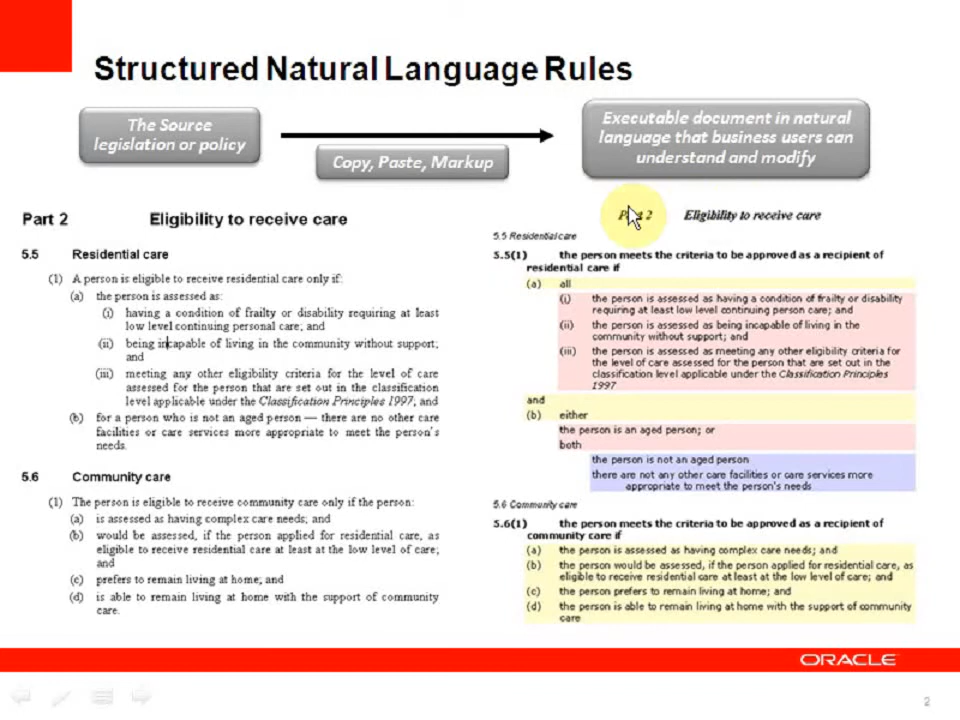 Structured Natural Language Rules
The Source
legislation or policy
Copy, Paste, Markup
Executable document in natural
language that business users can
understand and modify
Part 2 Eligibility to receive care
5.5 Residential care
(1) A person is eligible to receive residential care only if:
(a) the person is assessed as:
(i) having a condition of frailty or disability requiring at least
low level continuing personal care; and
(ii) being incapable of living in the community without support;
and
(iii) meeting any other eligibility criteria for the level of care
assessed for the person that are set out in the classification
level applicable under the Classification Principles 1997; and
(b) for a person who is not an aged person — there are no other care
facilities or care services more appropriate to meet the person's
needs.
5.6 Community care
(1) The person is eligible to receive community care only if the person:
(a) is assessed as having complex care needs; and
(b) would be assessed, if the person applied for residential care, as
eligible to receive residential care at least at the low level of care;
and
(c) prefers to remain living at home; and
(d) is able to remain living at home with the support of community
care.
Part 2 Eligibility to receive care
5.5 Residential care
5.5(1) the person meets the criteria to be approved as a recipient of
residential care if
(a) all
(i) the person is assessed as having a condition of frailty or disability
requiring at least low level continuing person care; and
(ii) the person is assessed as being incapable of living in the
community without support; and
(iii) the person is assessed as meeting any other eligibility criteria for
the level of care assessed for the person that are set out in the
classification level applicable under the Classification Principles
1997
and
(b) either
the person is an aged person; or
both
the person is not an aged person
there are not any other care facilities or care services more
appropriate to meet the person's needs
5.6 Community care
5.6(1) the person meets the criteria to be approved as a recipient of
community care if
(a) the person is assessed as having complex care needs; and
(b) the person would be assessed, if the person applied for residential care, as
eligible to receive residential care at least at the low level of care; and
(c) the person prefers to remain living at home; and
(d) the person is able to remain living at home with the support of community
care
ORACLE
2